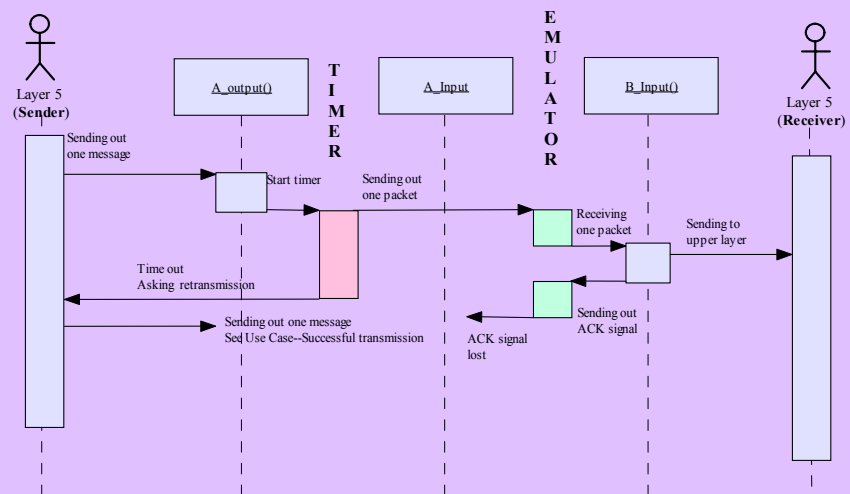 Layer 5
(Sender)
A_output()
T
I
M
E
R
A_Input
E
M
U
L
A
T
O
R
B_Input()
Layer 5
(Receiver)
Sending out
one message
Start timer
Sending out
one packet
Receiving
one packet
Sending to
upper layer
Time out
Asking retransmission
Sending out one message
See Use Case--Successful transmission
ACK signal
lost
Sending out
ACK signal